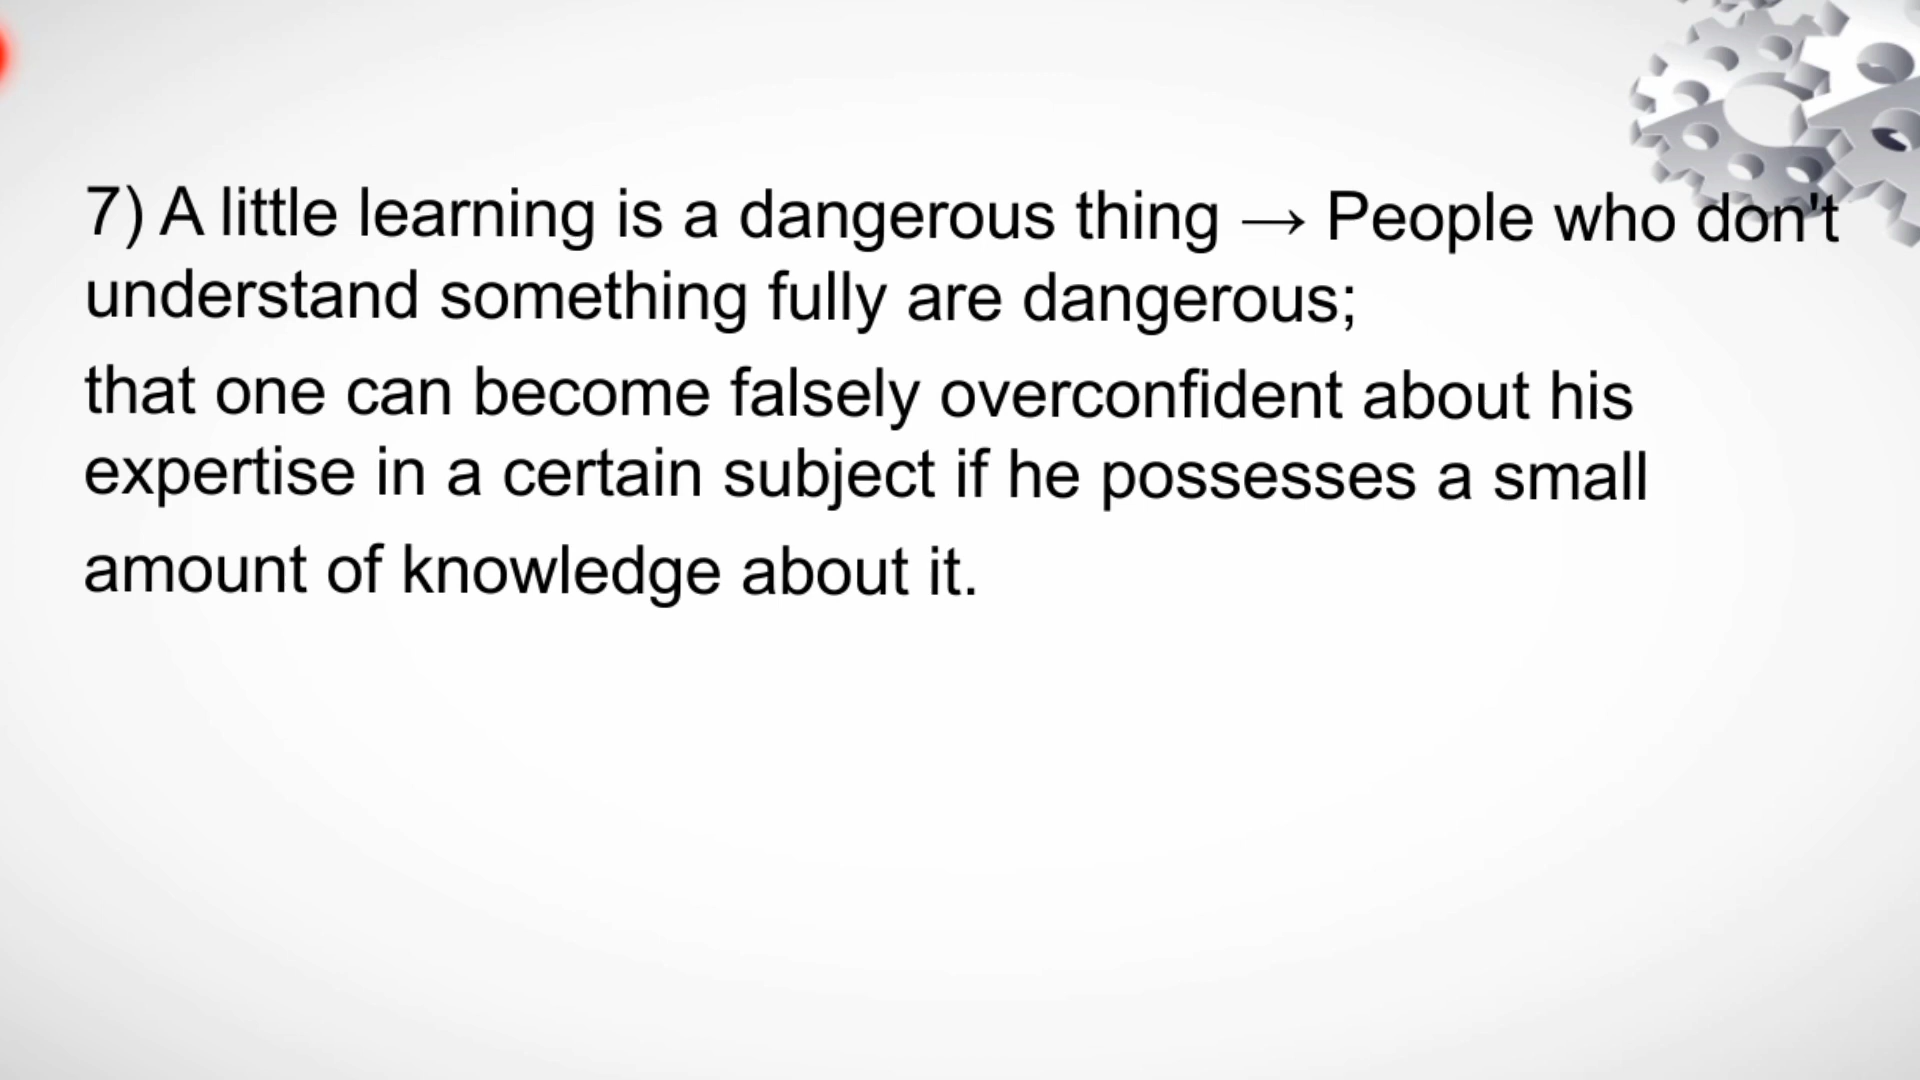 7) A little learning is a dangerous thing → People who don't
understand something fully are dangerous;
that one can become falsely overconfident about his
expertise in a certain subject if he possesses a small
amount of knowledge about it.